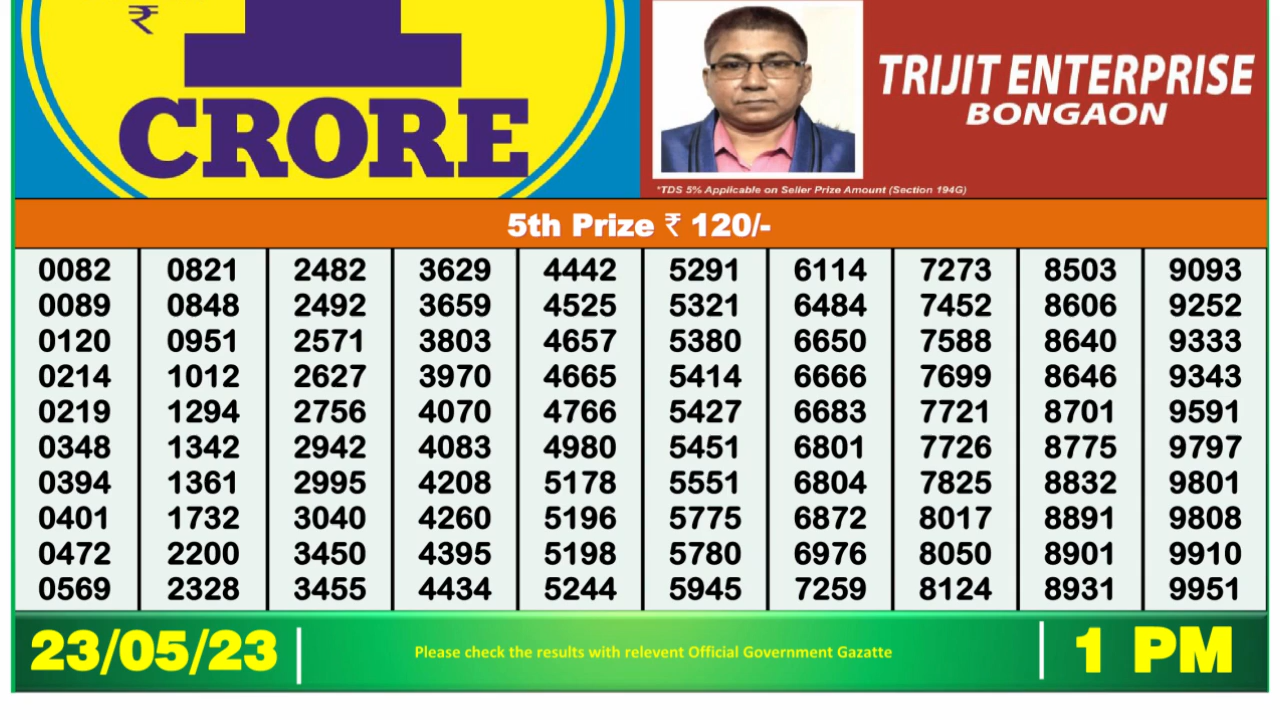 ₹
1
CRORE
TRIJIT ENTERPRISE
BONGAON
*TDS 5% Applicable on Seller Prize Amount (Section 194G)
5th Prize ₹ 120/-
0082 0821 2482 3629 4442 5291 6114 7273 8503 9093
0089 0848 2492 3659 4525 5321 6484 7452 8606 9252
0120 0951 2571 3803 4657 5380 6650 7588 8640 9333
0214 1012 2627 3970 4665 5414 6666 7699 8646 9343
0219 1294 2756 4070 4766 5427 6683 7721 8701 9591
0348 1342 2942 4083 4980 5451 6801 7726 8775 9797
0394 1361 2995 4208 5178 5551 6804 7825 8832 9801
0401 1732 3040 4260 5196 5775 6872 8017 8891 9808
0472 2200 3450 4395 5198 5780 6976 8050 8901 9910
0569 2328 3455 4434 5244 5945 7259 8124 8931 9951
23/05/23
Please check the results with relevent Official Government Gazatte
1 PM